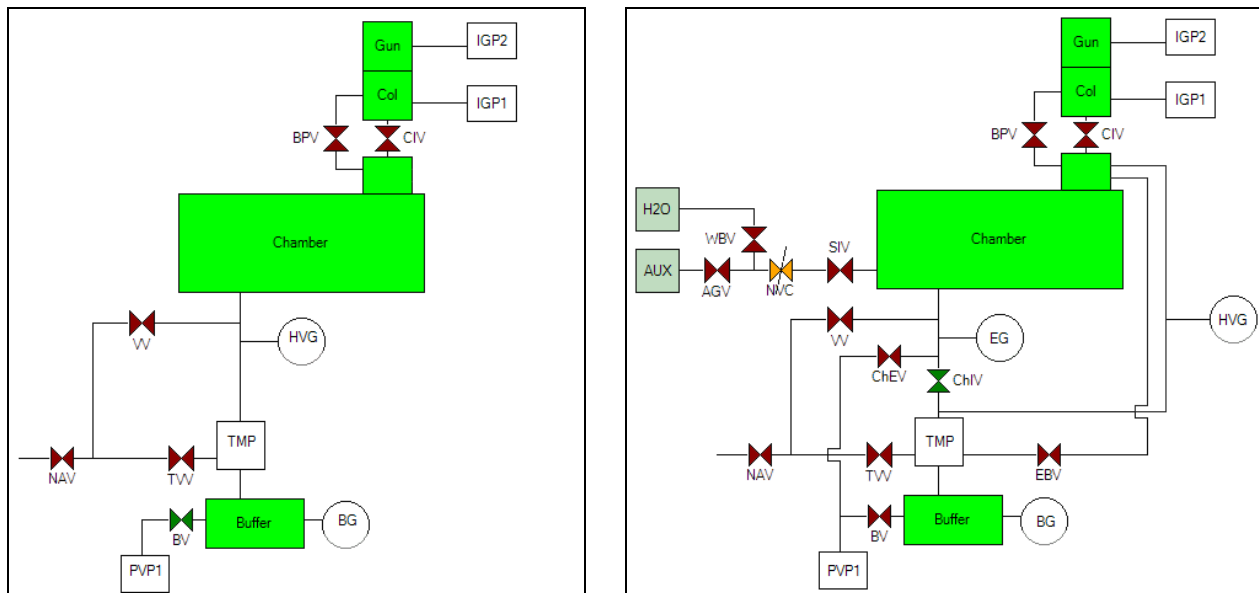 Gun
IGP2
Col
IGP1
BPV
CIV
Chamber
VV
HVG
TMP
NAV
TVV
Buffer
BG
BV
PVP1
Gun
IGP2
Col
IGP1
BPV
CIV
H2O
WBV
SIV
Chamber
AUX
AGV
NVC
VV
HVG
EG
ChEV
ChIV
TMP
NAV
TVV
EBV
Buffer
BG
BV
PVP1